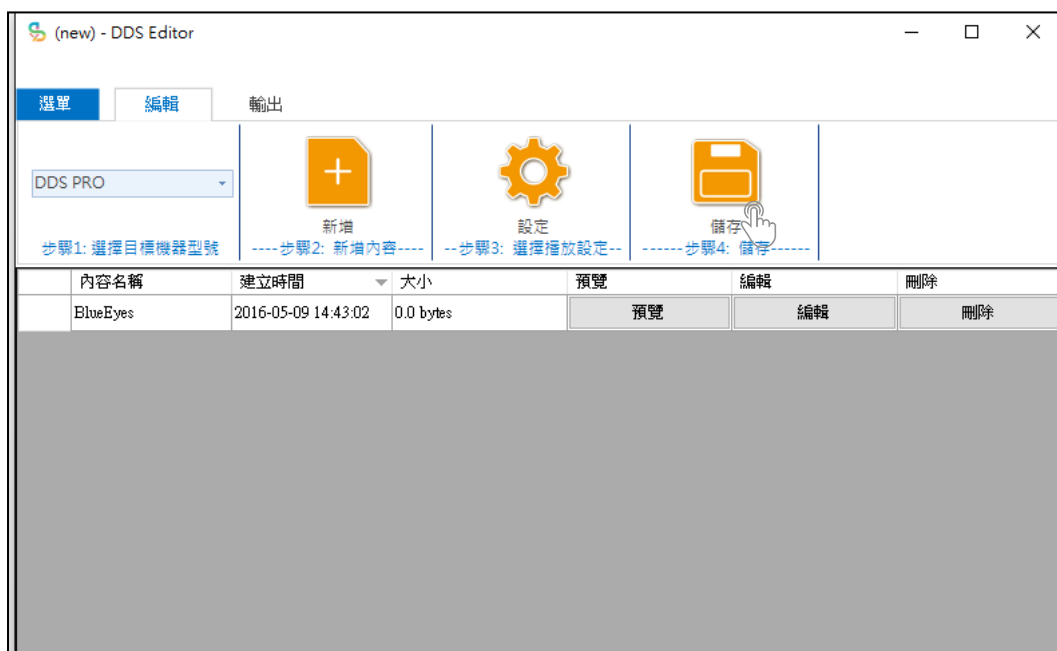 (new) - DDS Editor
選單 編輯 輸出
DDS PRO
新增 設定 儲存
步驟1: 選擇目標機器型號 ----步驟2: 新增內容---- --步驟3: 選擇播放設定-- ------步驟4: 儲存------
內容名稱 建立時間 大小 預覽 編輯 刪除
BlueEyes 2016-05-09 14:43:02 0.0 bytes 預覽 編輯 刪除